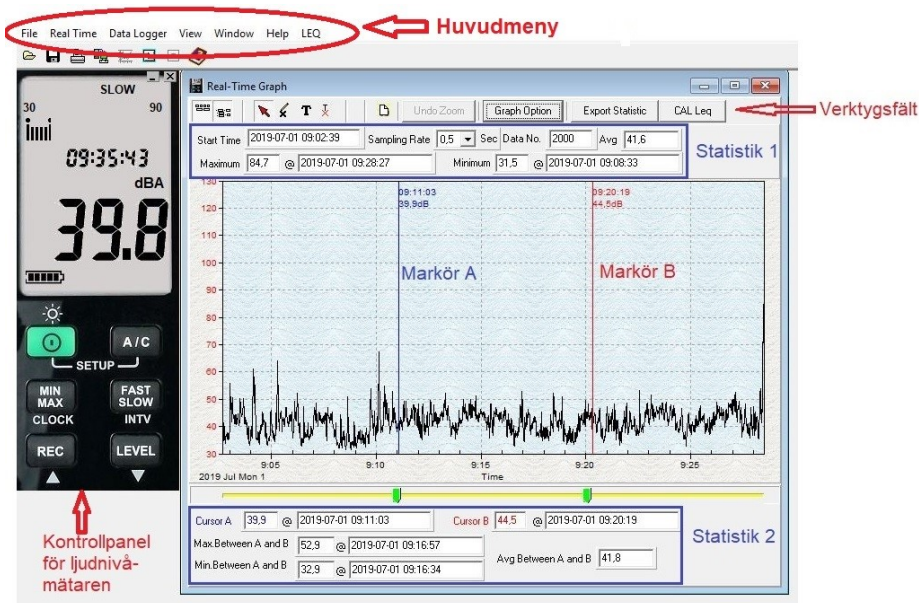 Huvudmeny
File Real Time Data Logger View Window Help LEQ
SLOW
30 90
09:35:43
dBA
39.8
A/C
SETUP
MIN MAX
FAST SLOW
CLOCK
INTV
REC
LEVEL
Kontrollpanel
för ljudnivå-
mätaren
Real-Time Graph
T
Undo Zoom Graph Option Export Statistic CAL Leq
Verktygsfält
Start Time 2019-07-01 09:02:39 Sampling Rate 0,5 Sec Data No. 2000 Avg 41,6
Maximum 84,7 @ 2019-07-01 09:28:27 Minimum 31,5 @ 2019-07-01 09:08:33
Statistik 1
130
120
110
100
90
80
70
60
50
40
30
09:11:03
39,9dB
09:20:19
44,5dB
Markör A
Markör B
9:05 9:10 9:15 9:20 9:25
2019 Jul Mon 1
Time
Cursor A 39,9 @ 2019-07-01 09:11:03 Cursor B 44,5 @ 2019-07-01 09:20:19
Max.Between A and B 52,9 @ 2019-07-01 09:16:57
Min.Between A and B 32,9 @ 2019-07-01 09:16:34
Avg Between A and B 41,8
Statistik 2